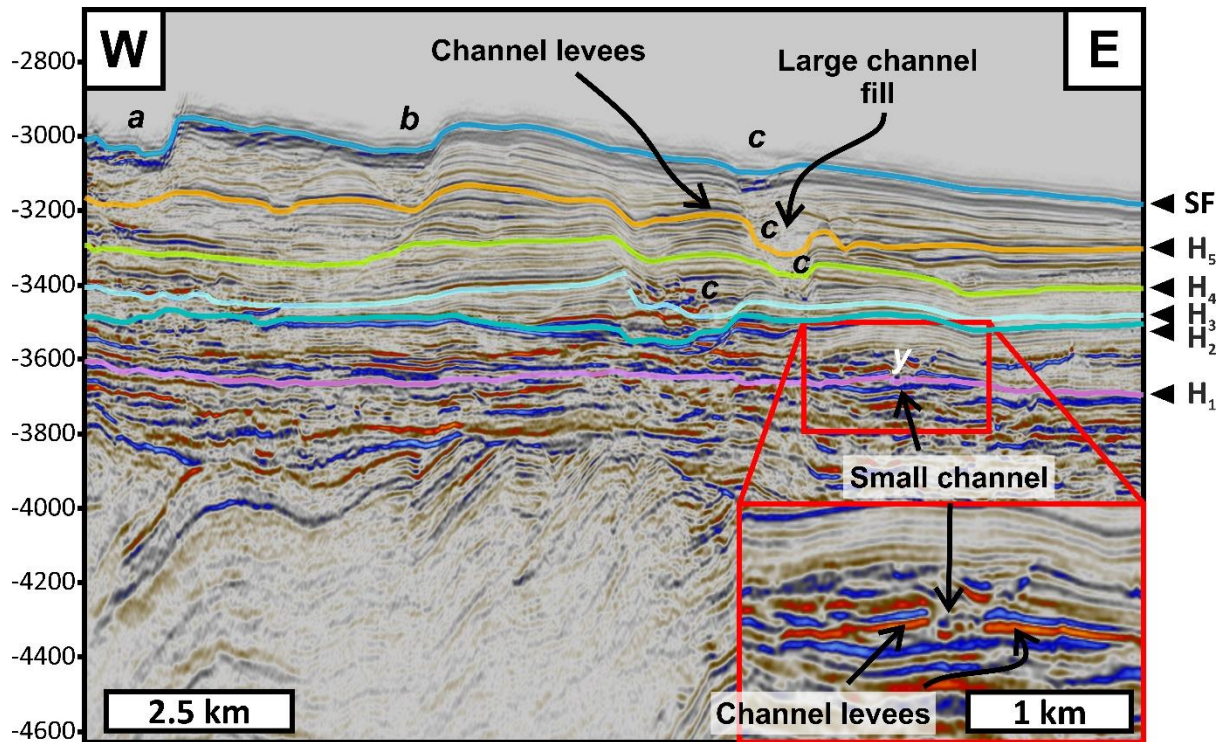 W
E
-2800
-3000
-3200
-3400
-3600
-3800
-4000
-4200
-4400
-4600
Channel levees
Large channel
fill
a
b
c
c
c
c
y
SF
H5
H4
H3
H2
H1
Small channel
Channel levees
2.5 km
1 km